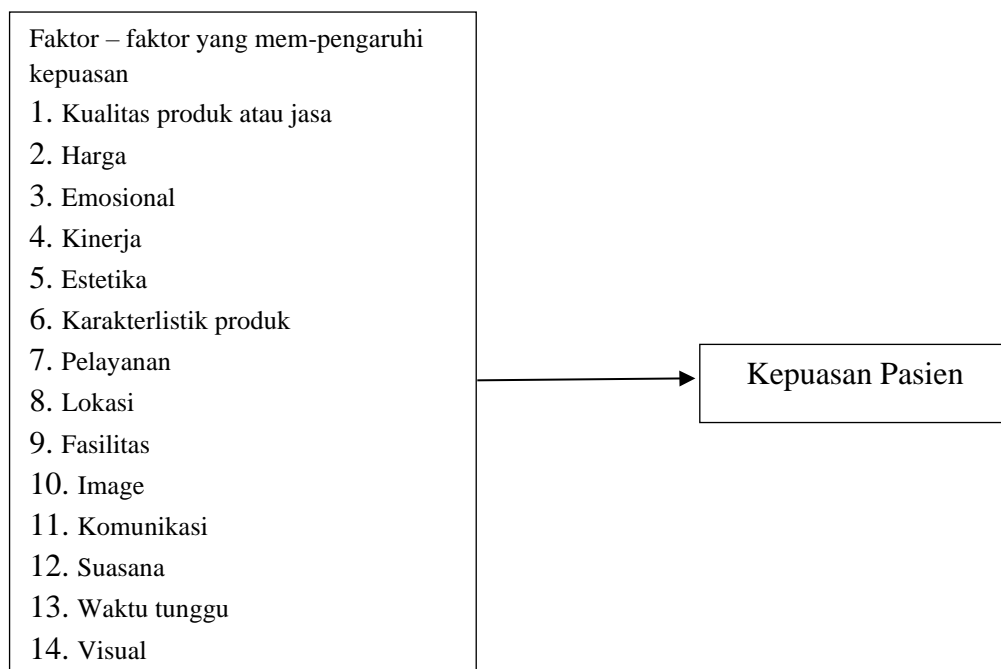 Faktor – faktor yang mem-pengaruhi
kepuasan
1. Kualitas produk atau jasa
2. Harga
3. Emosional
4. Kinerja
5. Estetika
6. Karakterlistik produk
7. Pelayanan
8. Lokasi
9. Fasilitas
10. Image
11. Komunikasi
12. Suasana
13. Waktu tunggu
14. Visual
Kepuasan Pasien